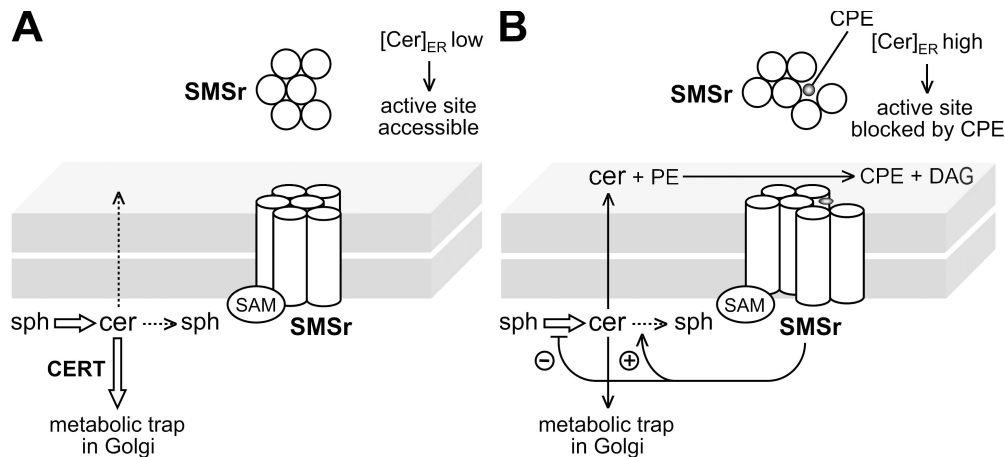 A
[Cer]ER low
SMSr
active site
accessible
SAM
sph
cer
sph
SMSr
CERT
metabolic trap
in Golgi
B
CPE
[Cer]ER high
SMSr
active site
blocked by CPE
cer + PE
CPE + DAG
SAM
sph
cer
sph
SMSr
−
+
metabolic trap
in Golgi